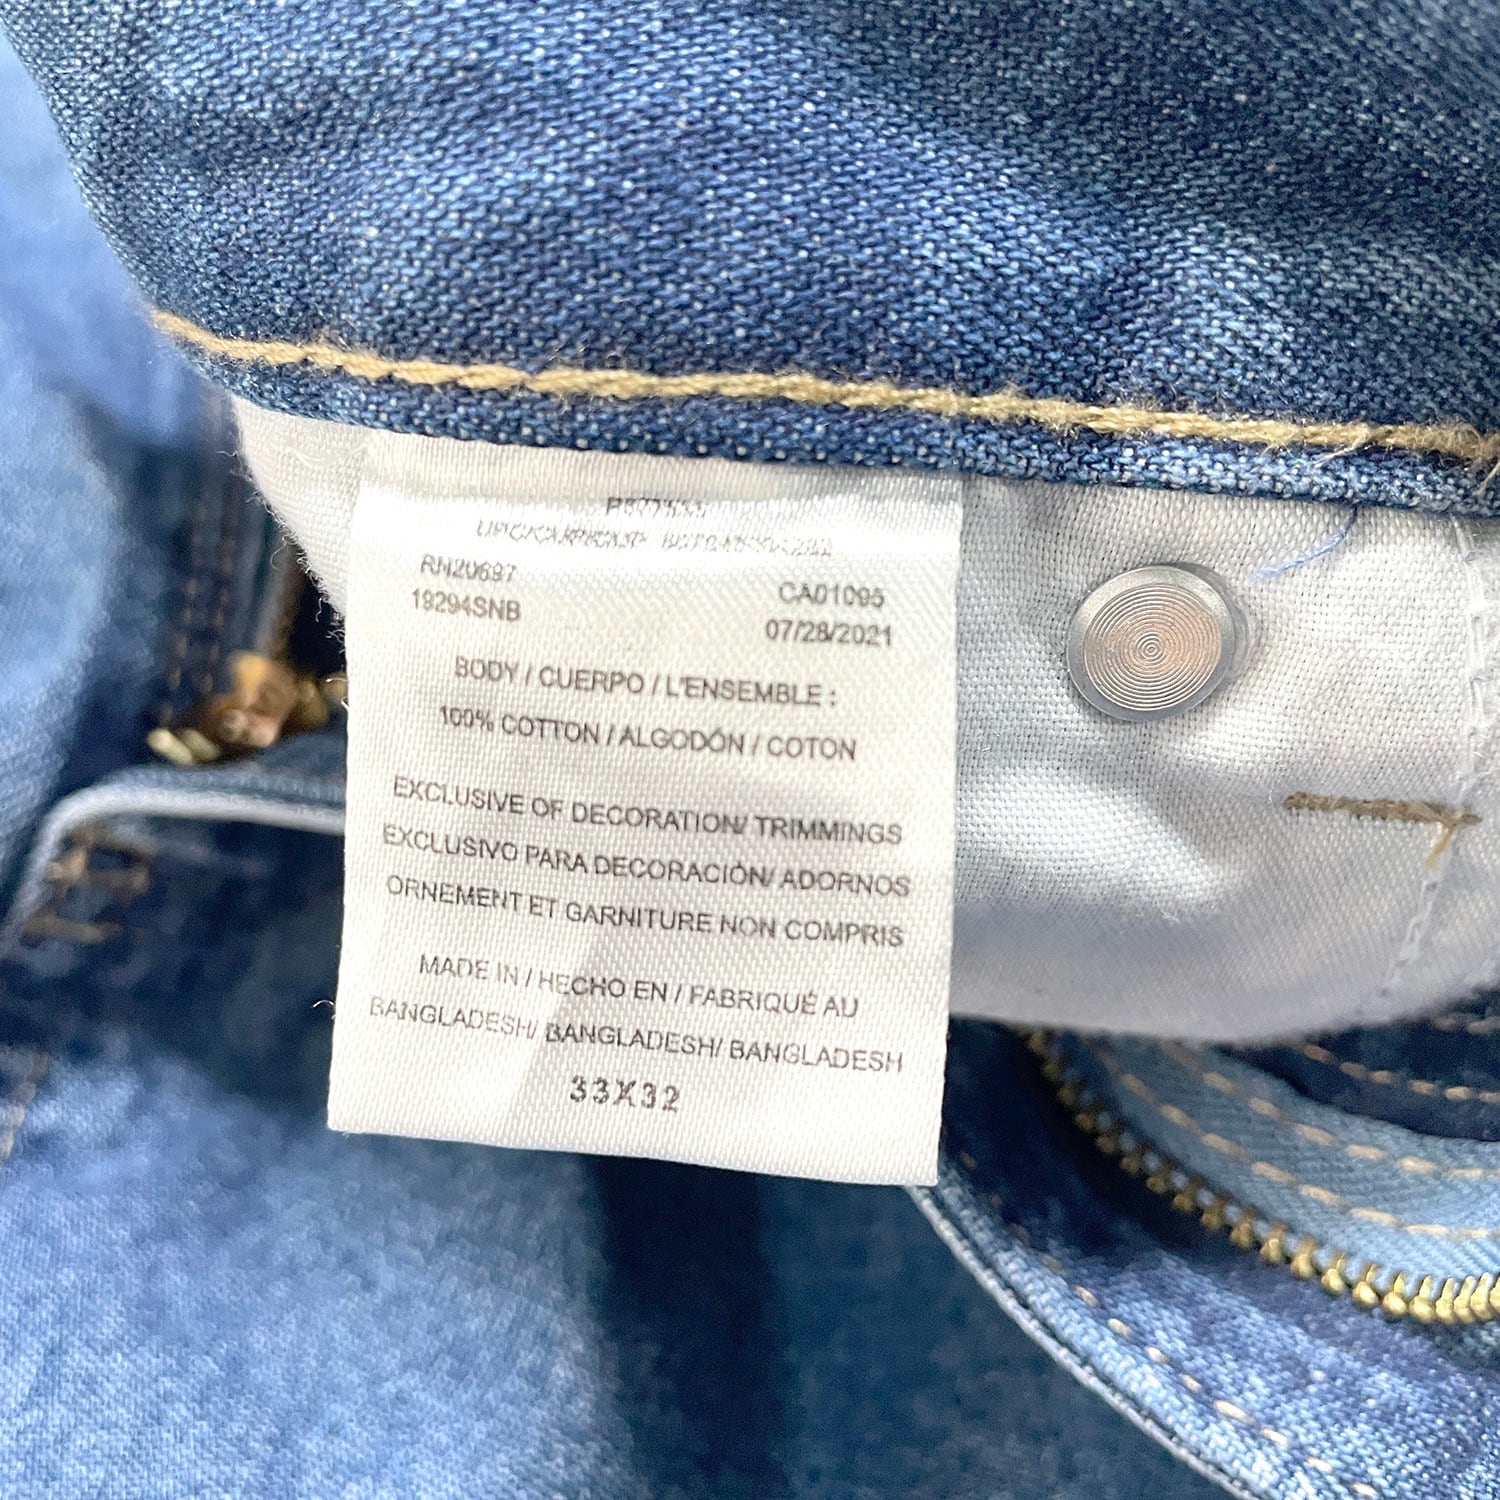 RN20697 CA01095
19294SNB 07/28/2021
BODY / CUERPO / L'ENSEMBLE :
100% COTTON / ALGODÓN / COTON
EXCLUSIVE OF DECORATION/ TRIMMINGS
EXCLUSIVO PARA DECORACIÓN/ ADORNOS
ORNEMENT ET GARNITURE NON COMPRIS
MADE IN / HECHO EN / FABRIQUÉ AU
BANGLADESH/ BANGLADESH/ BANGLADESH
33X32